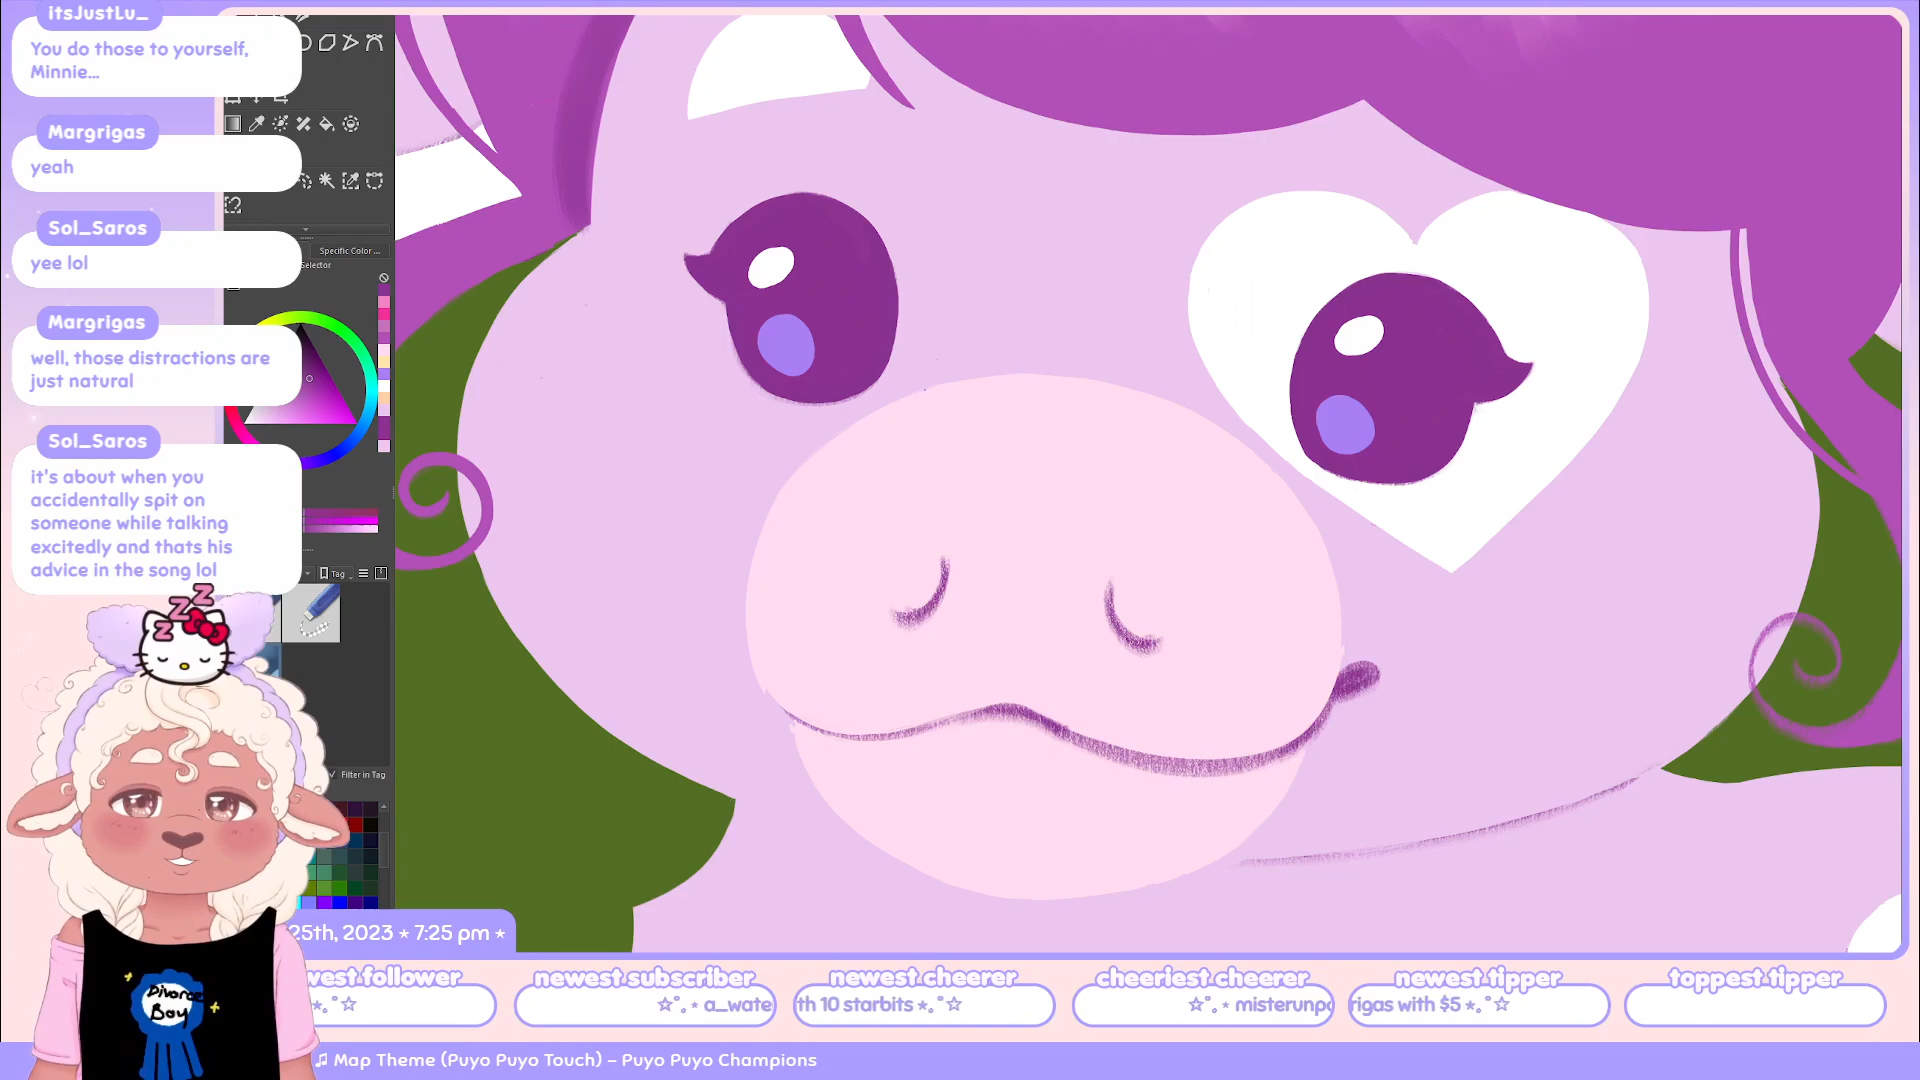 itsJustLu_
You do those to yourself,
Minnie...
Margrigas
yeah
Sol_Saros
yee lol
Margrigas
well, those distractions are
just natural
Sol_Saros
it's about when you
accidentally spit on
someone while talking
excitedly and thats his
advice in the song lol
Specific Color ...
Selector
Tag
Filter in Tag
z
z
z
Divorce
Boy
25th, 2023 ⋆ 7:25 pm ⋆
west follower
newest subscriber
newest cheerer
cheeriest cheerer
newest tipper
toppest tipper
⋆.˚☆
☆˚.⋆ a_wate
th 10 starbits ⋆.˚☆
☆˚.⋆ misterunpo
rigas with $5 ⋆.˚☆
♫ Map Theme (Puyo Puyo Touch) – Puyo Puyo Champions